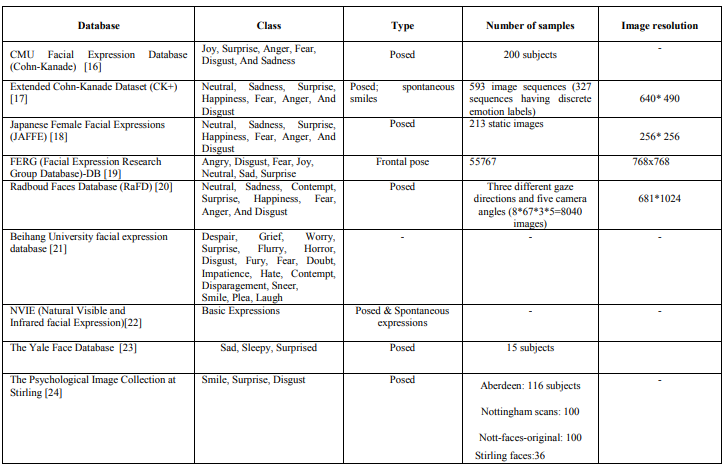 Database Class Type Number of samples Image resolution
CMU Facial Expression Database (Cohn-Kanade) [16]
Joy, Surprise, Anger, Fear,
Disgust, And Sadness
Posed
200 subjects
-
Extended Cohn-Kanade Dataset (CK+)
[17]
Neutral, Sadness, Surprise,
Happiness, Fear, Anger, And
Disgust
Posed; spontaneous
smiles
593 image sequences (327
sequences having discrete
emotion labels)
640* 490
Japanese Female Facial Expressions
(JAFFE) [18]
Neutral, Sadness, Surprise,
Happiness, Fear, Anger, And
Disgust
Posed
213 static images
256* 256
FERG (Facial Expression Research
Group Database)-DB [19]
Angry, Disgust, Fear, Joy,
Neutral, Sad, Surprise
Frontal pose
55767
768x768
Radboud Faces Database (RaFD) [20]
Neutral, Sadness, Contempt,
Surprise, Happiness, Fear,
Anger, And Disgust
Posed
Three different gaze
directions and five camera
angles (8*67*3*5=8040
images)
681*1024
Beihang University facial expression
database [21]
Despair, Grief, Worry,
Surprise, Flurry, Horror,
Disgust, Fury, Fear, Doubt,
Impatience, Hate, Contempt,
Disparagement, Sneer,
Smile, Plea, Laugh
-
-
-
NVIE (Natural Visible and
Infrared facial Expression)[22]
Basic Expressions
Posed & Spontaneous
expressions
-
-
The Yale Face Database [23]
Sad, Sleepy, Surprised
Posed
15 subjects
-
The Psychological Image Collection at
Stirling [24]
Smile, Surprise, Disgust
Posed
Aberdeen: 116 subjects
Nottingham scans: 100
Nott-faces-original: 100
Stirling faces:36
-